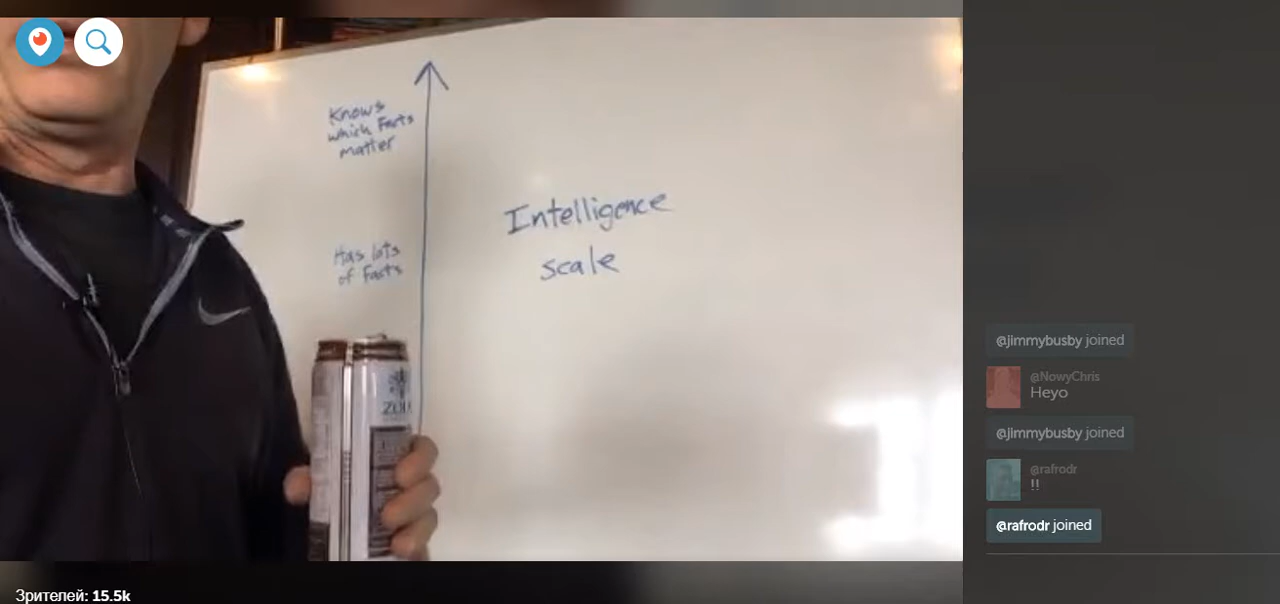 Knows
which Facts
matter
Has lots
of Facts
Intelligence
scale
@jimmybusby joined
@NowyChris
Heyo
@jimmybusby joined
@rafrodr
!!
@rafrodr joined
Зрителей: 15.5k